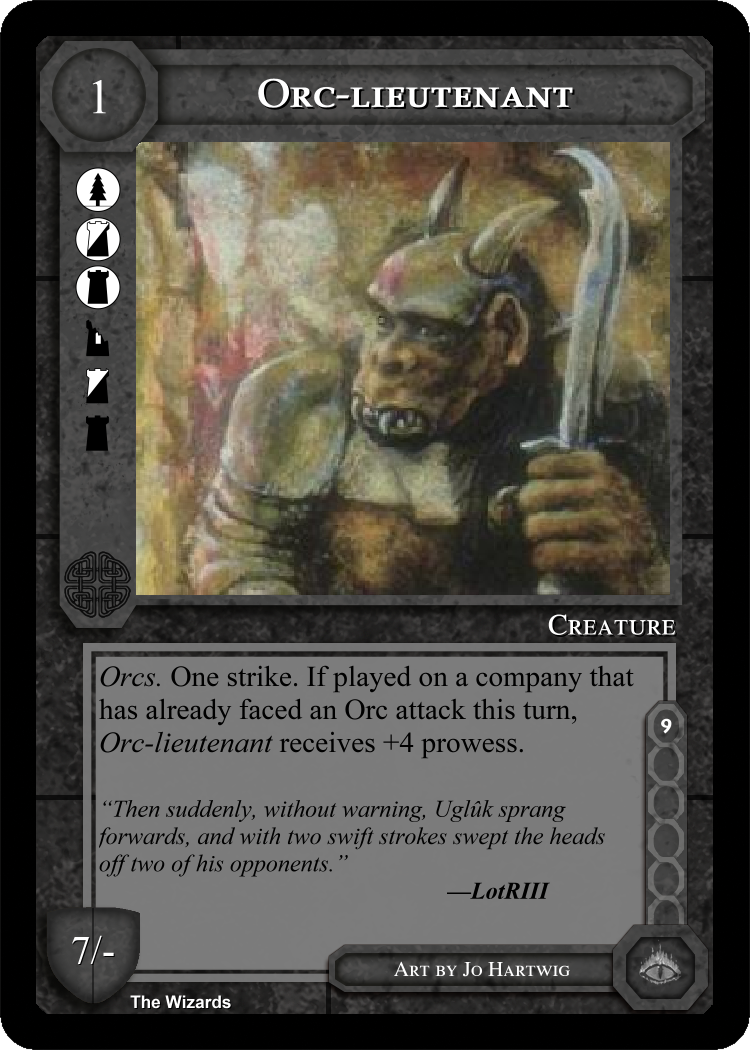 1
Orc-lieutenant
Creature
Orcs. One strike. If played on a company that
has already faced an Orc attack this turn,
Orc-lieutenant receives +4 prowess.
9
“Then suddenly, without warning, Uglûk sprang
forwards, and with two swift strokes swept the heads
off two of his opponents.”
—LotRIII
7/-
Art by Jo Hartwig
The Wizards